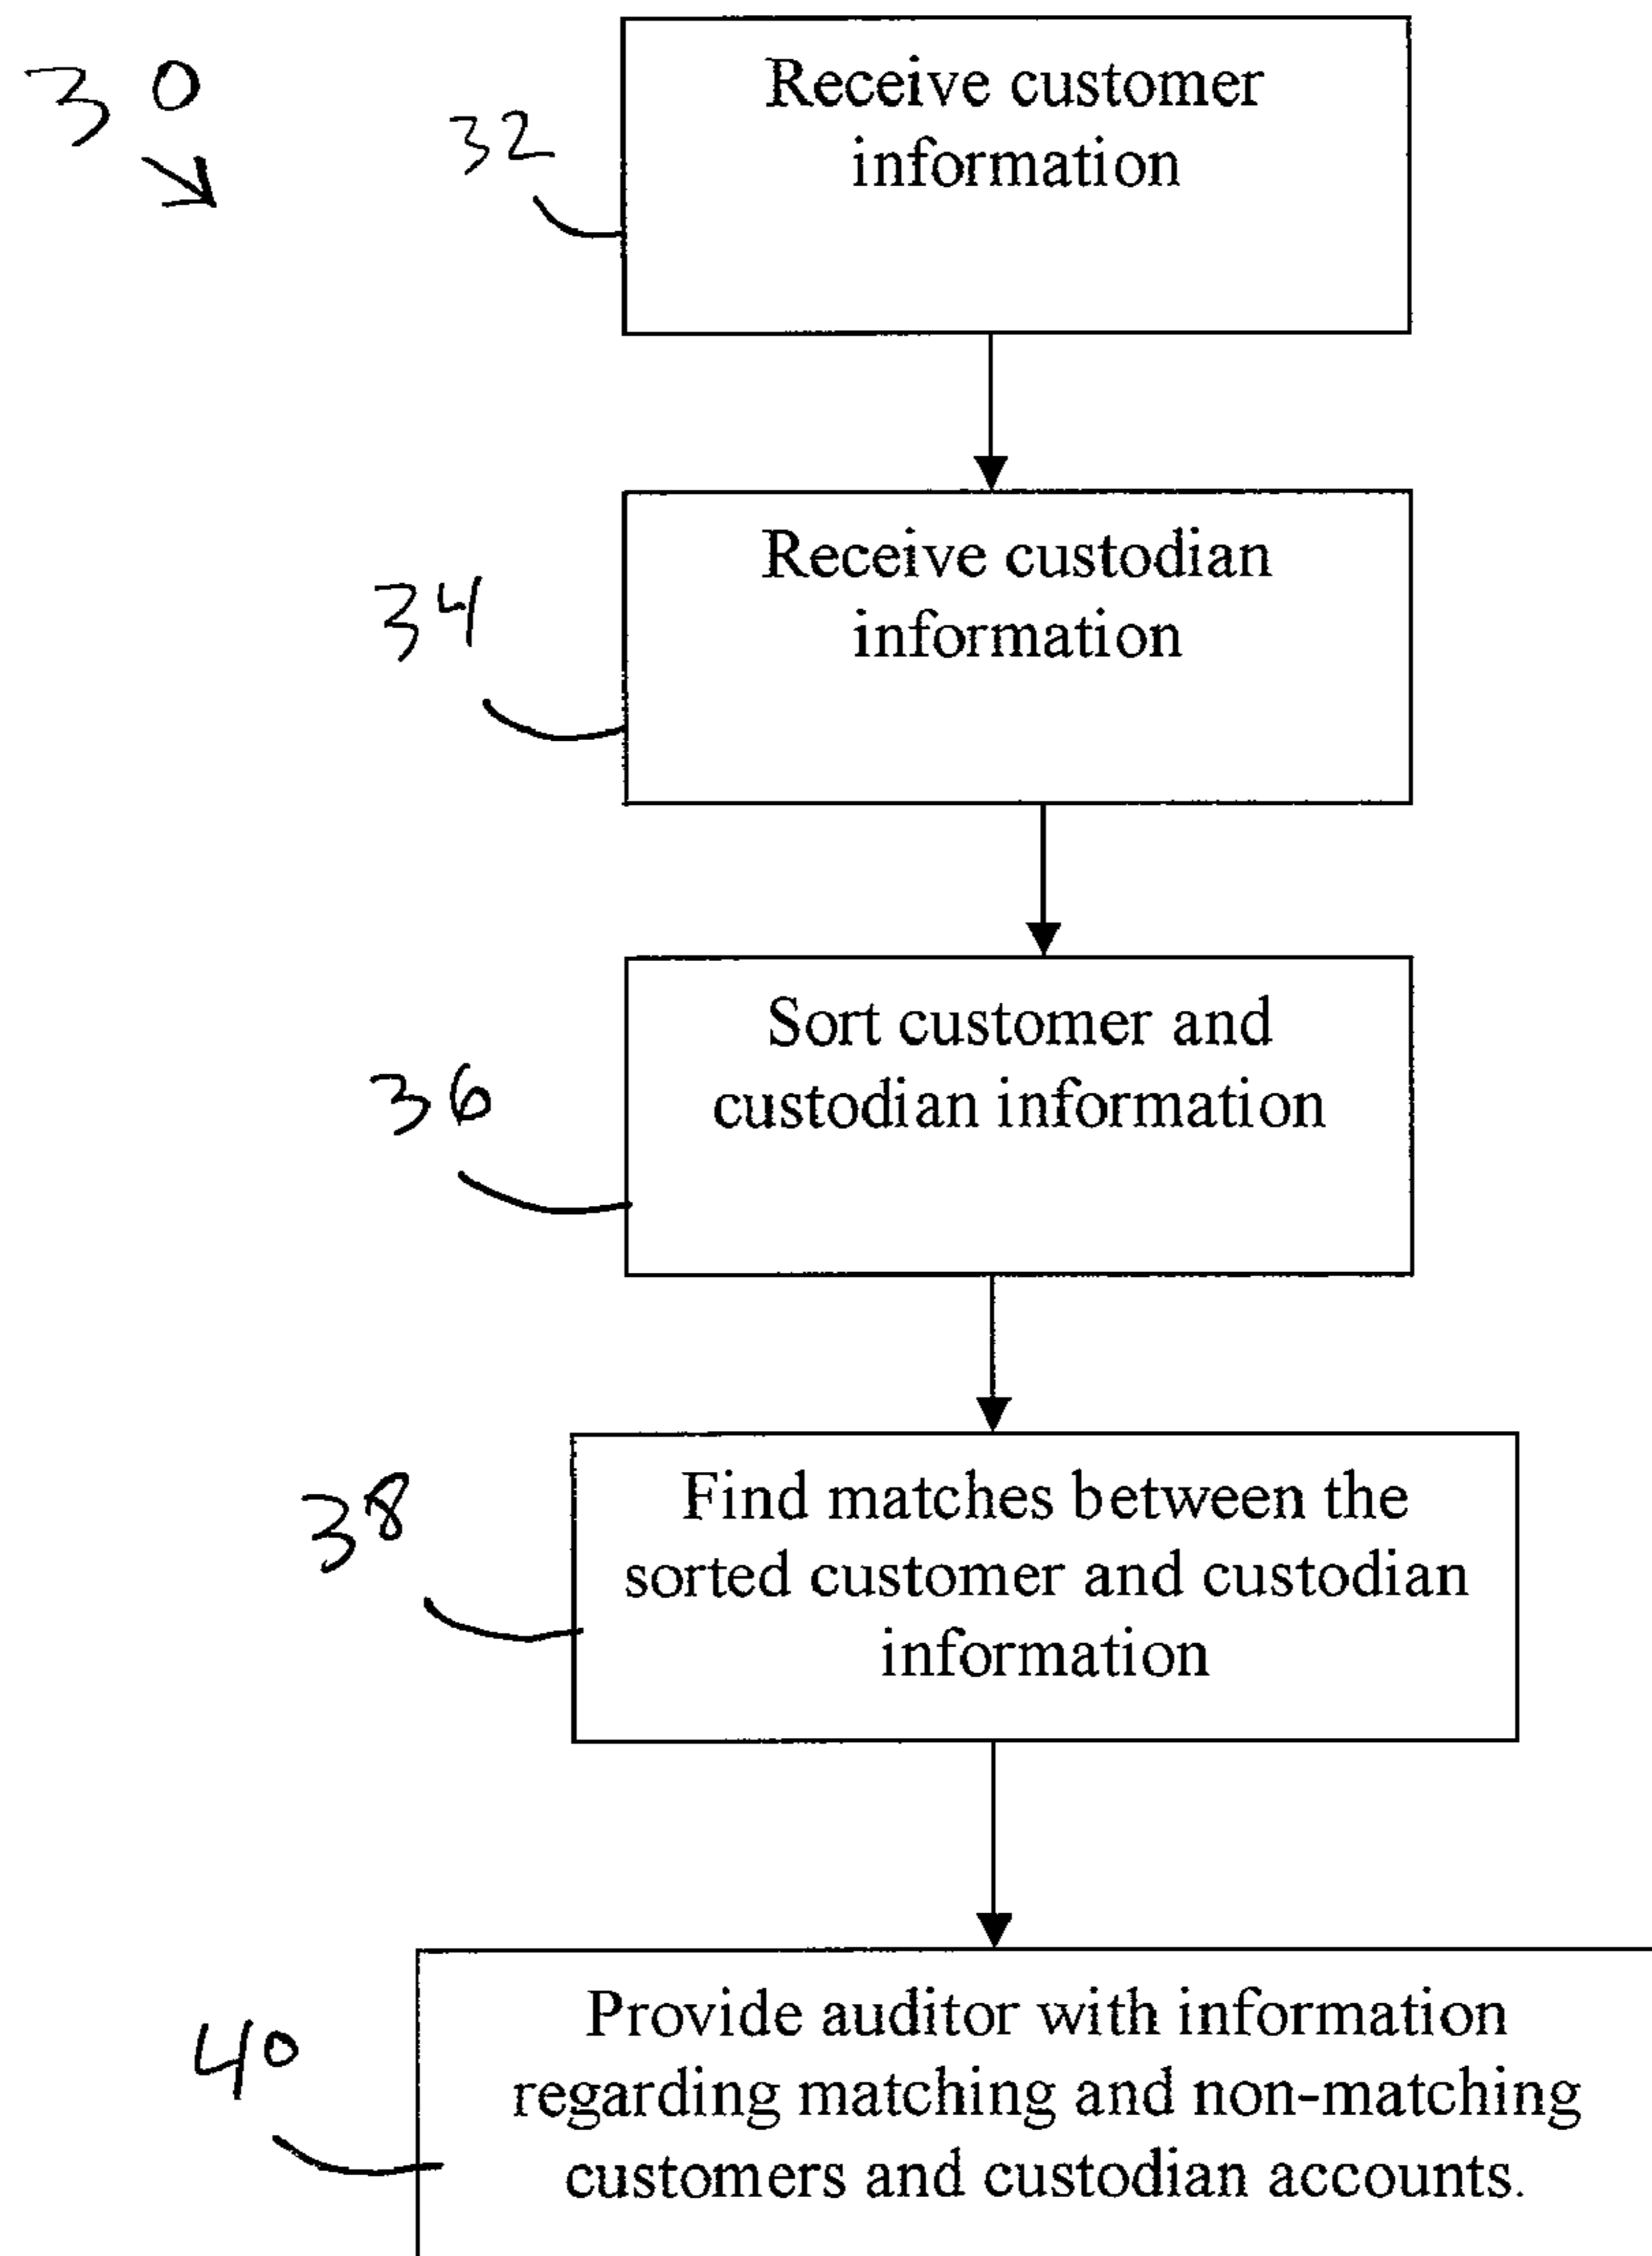 30
32
Receive customer
information
34
Receive custodian
information
36
Sort customer and
custodian information
38
Find matches between the
sorted customer and custodian
information
40
Provide auditor with information
regarding matching and non-matching
customers and custodian accounts.